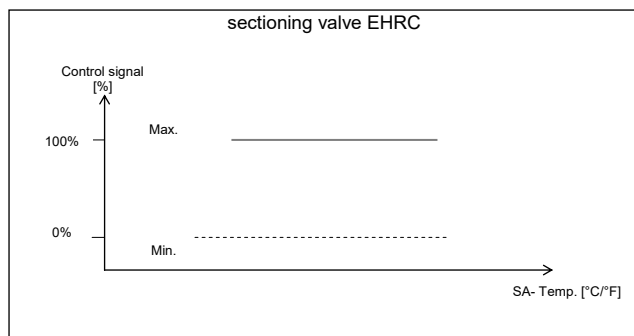 sectioning valve EHRC
Control signal
[%]
Max.
100%
0%
Min.
SA- Temp. [°C/°F]